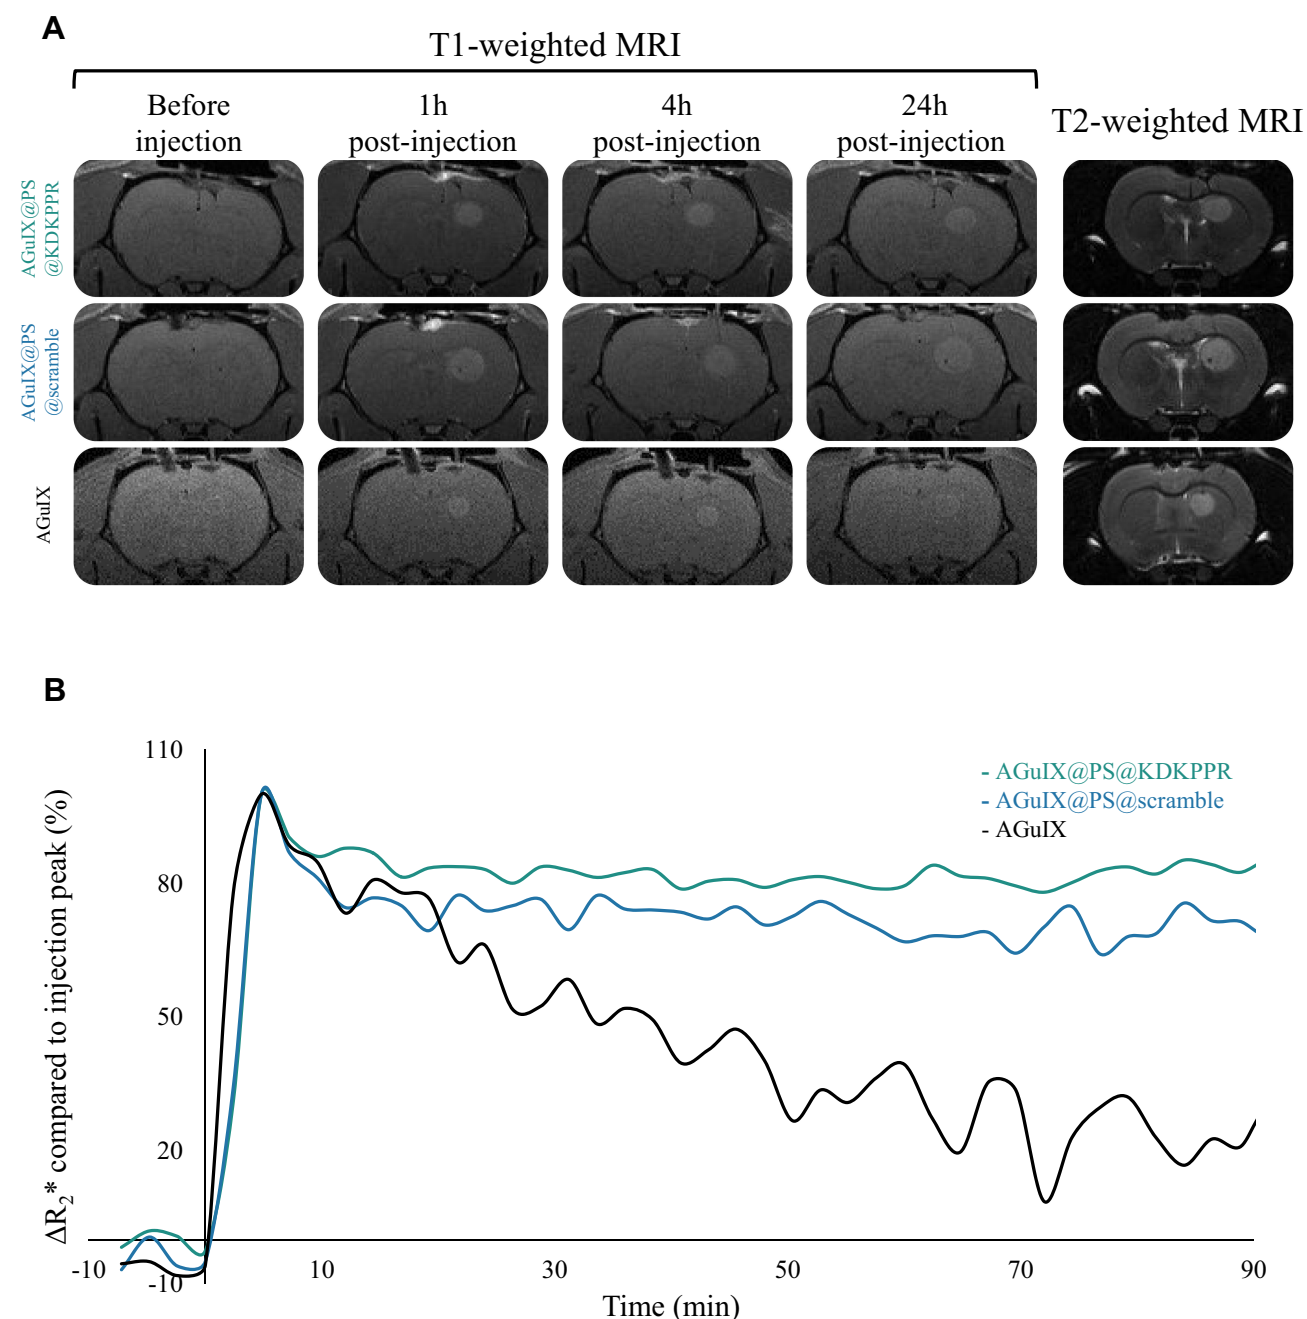 A
T1-weighted MRI
Before
injection
1h
post-injection
4h
post-injection
24h
post-injection
T2-weighted MRI
AGuIX@PS
@KDKPPR
AGuIX@PS
@scramble
AGuIX
B
ΔR2* compared to injection peak (%)
110
80
50
20
-10
- AGuIX@PS@KDKPPR
- AGuIX@PS@scramble
- AGuIX
-10
10
30
50
70
90
Time (min)